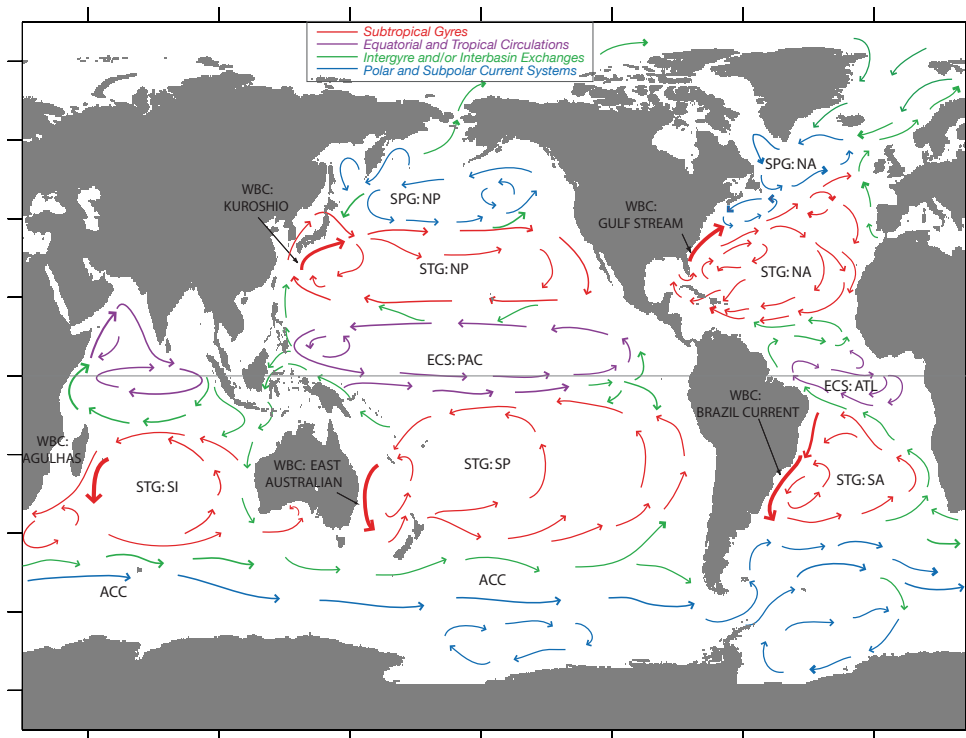 Subtropical Gyres
Equatorial and Tropical Circulations
Intergyre and/or Interbasin Exchanges
Polar and Subpolar Current Systems
SPG: NA
WBC:
KUROSHIO
SPG: NP
WBC:
GULF STREAM
STG: NP
STG: NA
ECS: PAC
ECS: ATL
WBC:
BRAZIL CURRENT
WBC:
AGULHAS
WBC: EAST
AUSTRALIAN
STG: SP
STG: SI
STG: SA
ACC
ACC